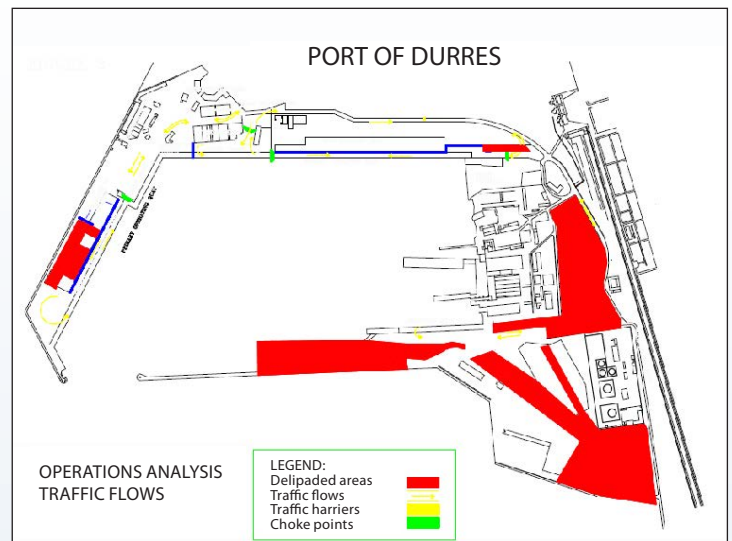 PORT OF DURRES
OPERATIONS ANALYSIS
TRAFFIC FLOWS
LEGEND:
Delipaded areas
Traffic flows
Traffic harriers
Choke points